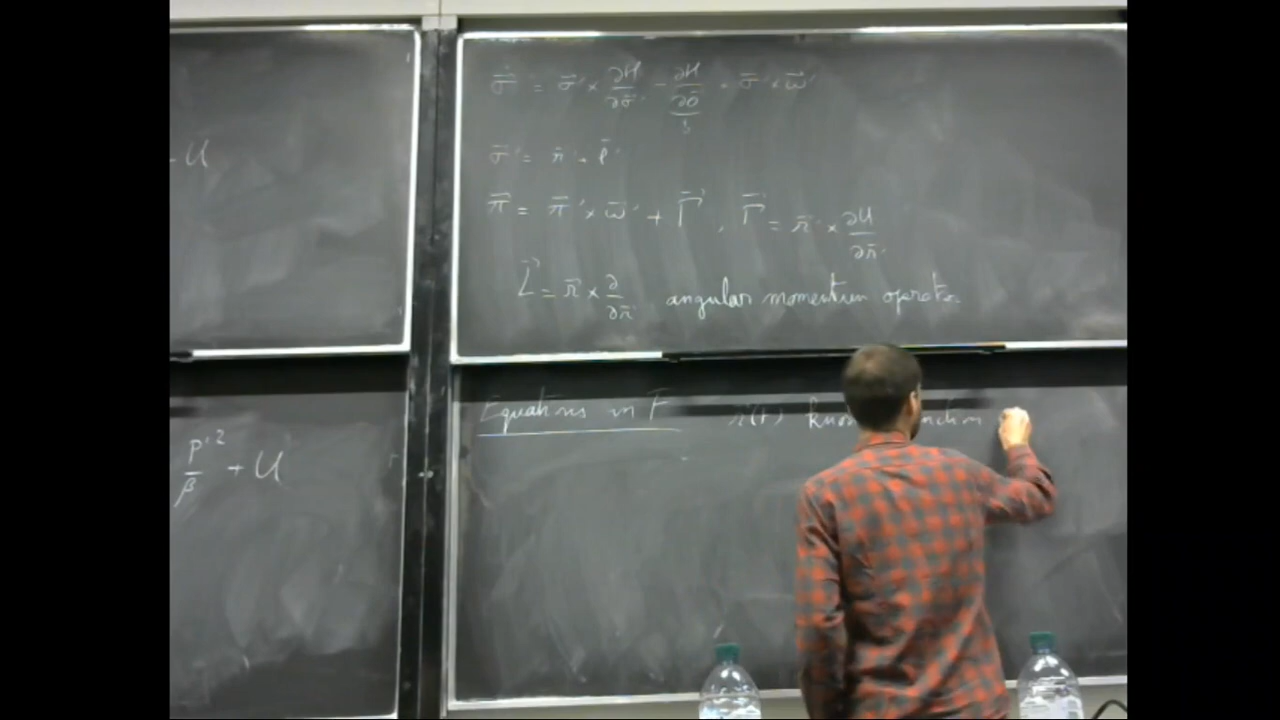 - U
p'² / β + U
σ̇' = σ̄' × ∂H/∂σ̄' - ∂H/∂ō = σ̄' × ω̄'
σ̄' = r̄' × p̄'
π̇ = π̄' × ω̄' + Γ⃗', Γ⃗' = r̄' × ∂U/∂r̄'
L⃗ = r̄ × ∂/∂r̄ angular momentum operator
Equations in F r̄(t)